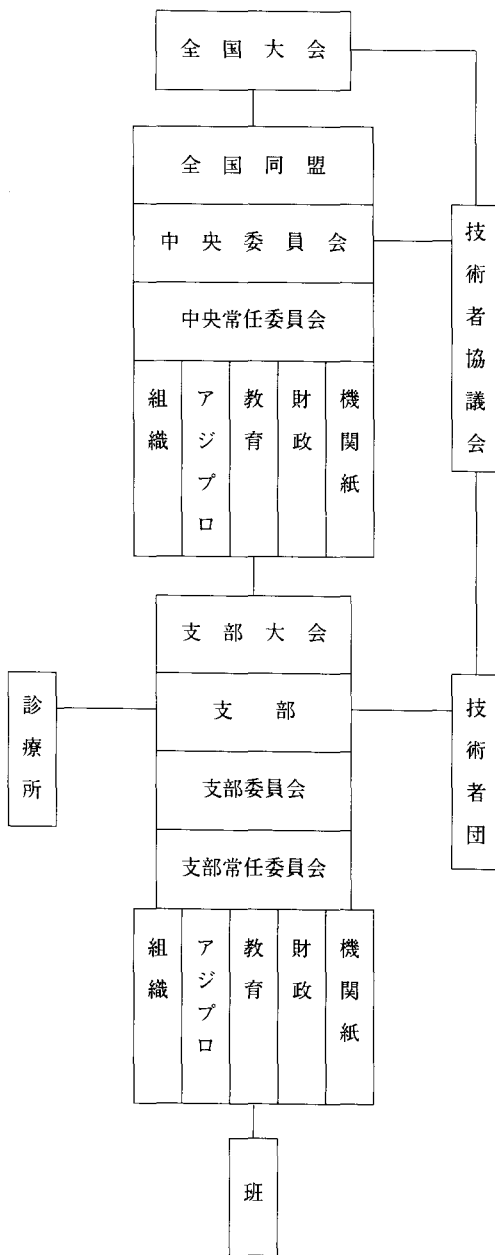 全国大会
全国同盟
中央委員会
中央常任委員会
組織
アジプロ
教育
財政
機関紙
技術者協議会
支部大会
支部
支部委員会
支部常任委員会
組織
アジプロ
教育
財政
機関紙
診療所
技術者団
班